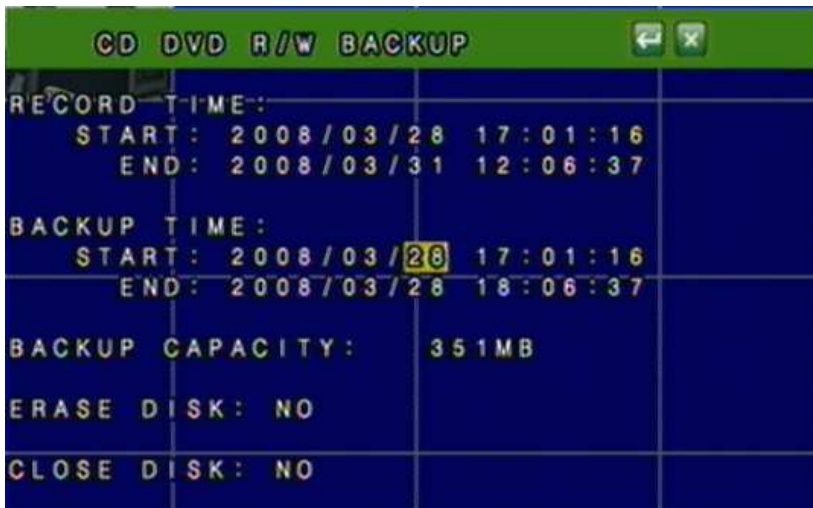 CD DVD R/W BACKUP
RECORD TIME:
START: 2008/03/28 17:01:16
END: 2008/03/31 12:06:37
BACKUP TIME:
START: 2008/03/28 17:01:16
END: 2008/03/28 18:06:37
BACKUP CAPACITY: 351MB
ERASE DISK: NO
CLOSE DISK: NO